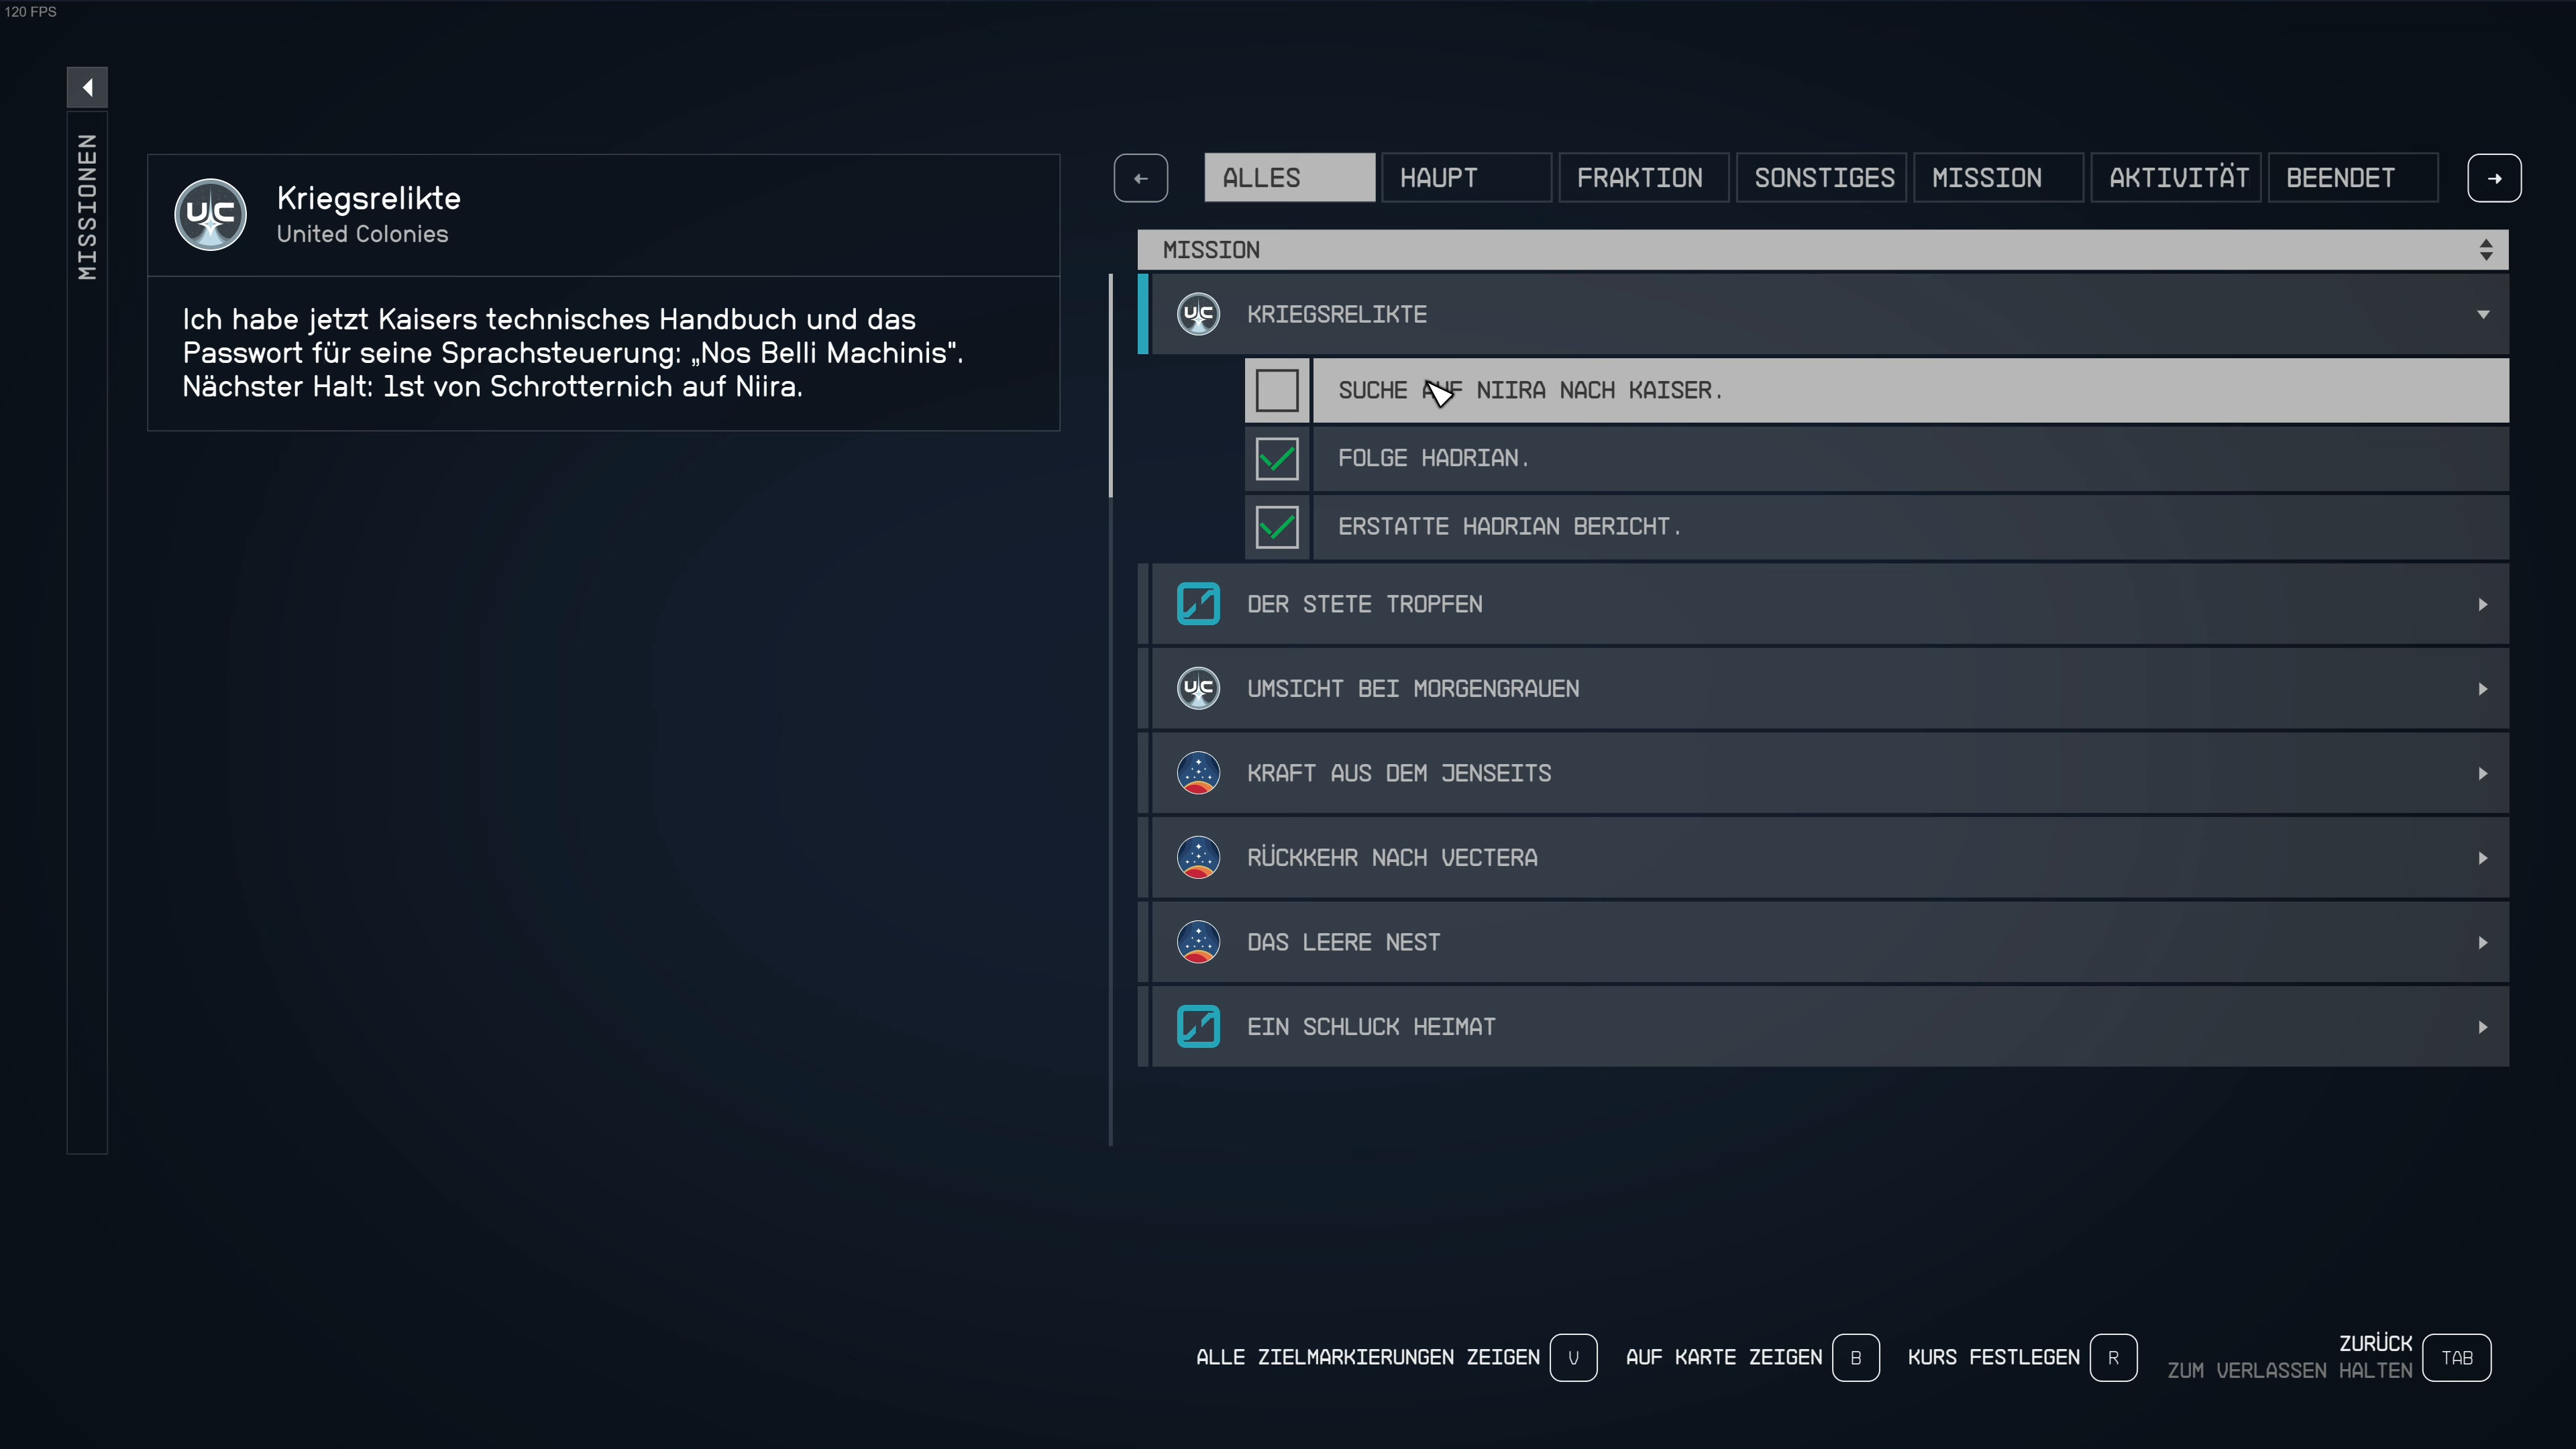 120 FPS
MISSIONEN
Kriegsrelikte
United Colonies
Ich habe jetzt Kaisers technisches Handbuch und das
Passwort für seine Sprachsteuerung: „Nos Belli Machinis".
Nächster Halt: 1st von Schrotternich auf Niira.
ALLES
HAUPT
FRAKTION
SONSTIGES
MISSION
AKTIVITÄT
BEENDET
MISSION
UC
KRIEGSRELIKTE
SUCHE AUF NIIRA NACH KAISER.
FOLGE HADRIAN.
ERSTATTE HADRIAN BERICHT.
DER STETE TROPFEN
UC
UMSICHT BEI MORGENGRAUEN
KRAFT AUS DEM JENSEITS
RÜCKKEHR NACH VECTERA
DAS LEERE NEST
EIN SCHLUCK HEIMAT
ALLE ZIELMARKIERUNGEN ZEIGEN V
AUF KARTE ZEIGEN B
KURS FESTLEGEN R
ZURÜCK
ZUM VERLASSEN HALTEN
TAB